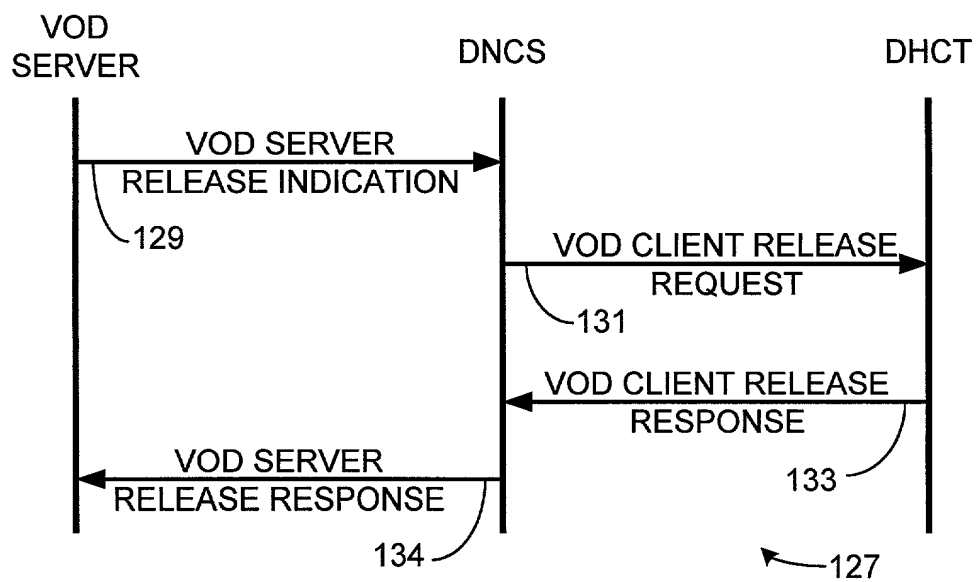 VOD
SERVER
DNCS
DHCT
VOD SERVER
RELEASE INDICATION
129
VOD CLIENT RELEASE
REQUEST
131
VOD CLIENT RELEASE
RESPONSE
133
VOD SERVER
RELEASE RESPONSE
134
127